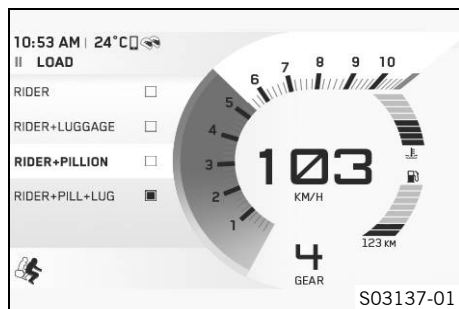 10:53 AM | 24°C
LOAD
RIDER
RIDER+LUGGAGE
RIDER+PILLION
RIDER+PILL+LUG
1
2
3
4
5
6
7
8
9
10
103
KM/H
4
GEAR
123 KM
S03137-01